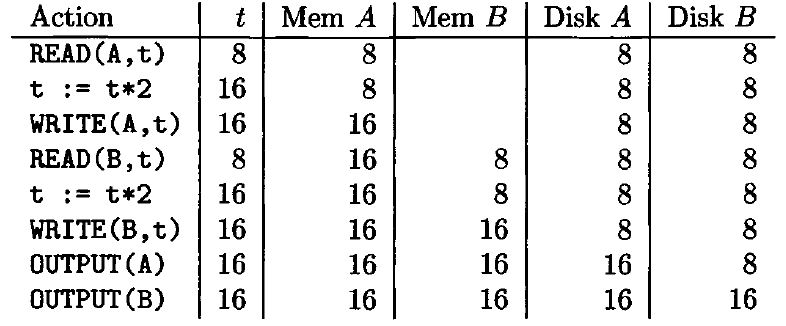 Action t Mem A Mem B Disk A Disk B
READ(A,t) 8 8 8 8
t := t*2 16 8 8 8
WRITE(A,t) 16 16 8 8
READ(B,t) 8 16 8 8 8
t := t*2 16 16 8 8 8
WRITE(B,t) 16 16 16 8 8
OUTPUT(A) 16 16 16 16 8
OUTPUT(B) 16 16 16 16 16